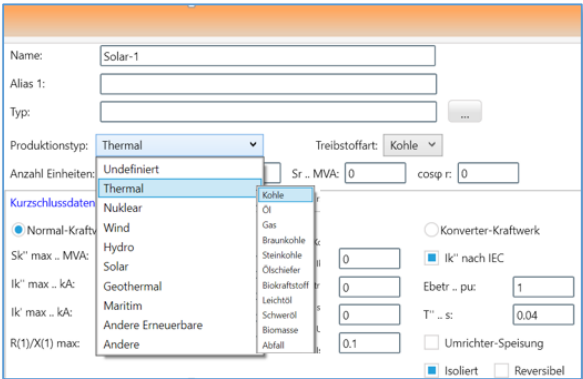 Name: Solar-1
Alias 1:
Typ: ...
Produktionstyp: Thermal Treibstoffart: Kohle
Anzahl Einheiten: Sr .. MVA: 0 cosφ r: 0
Undefiniert
Thermal
Nuklear
Wind
Hydro
Solar
Geothermal
Maritim
Andere Erneuerbare
Andere
Kohle
Öl
Gas
Braunkohle
Steinkohle
Ölschiefer
Biokraftstoff
Leichtöl
Schweröl
Biomasse
Abfall
Kurzschlussdaten
Normal-Kraftw Konverter-Kraftwerk
Sk'' max .. MVA: 0 Ik'' nach IEC
Ik'' max .. kA: 0 Ebetr .. pu: 1
Ik' max .. kA: 0 T'' .. s: 0.04
R(1)/X(1) max: 0.1 Umrichter-Speisung
Isoliert Reversibel